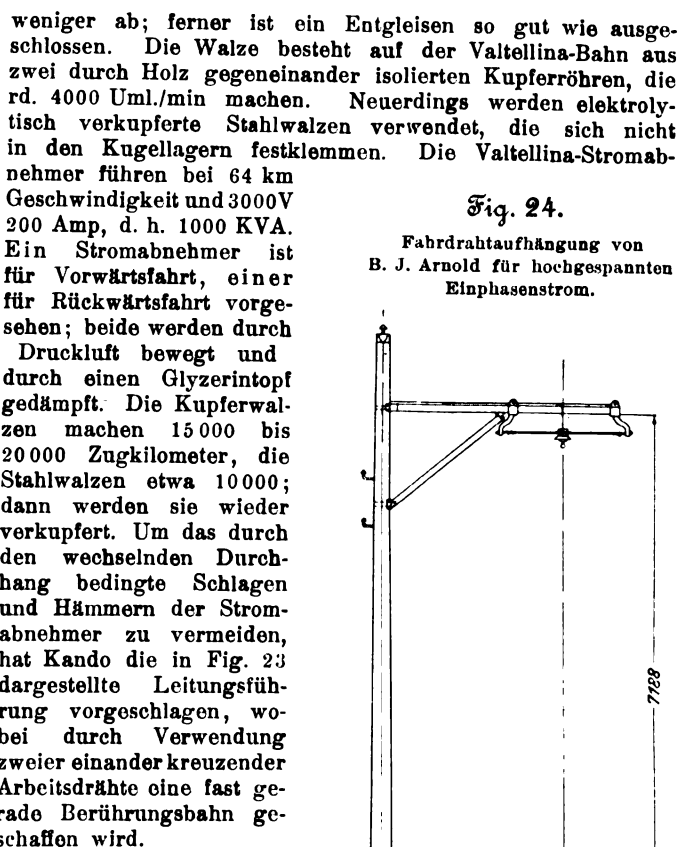 weniger ab; ferner ist ein Entgleisen so gut wie ausge-
schlossen. Die Walze besteht auf der Valtellina-Bahn aus
zwei durch Holz gegeneinander isolierten Kupferröhren, die
rd. 4000 Uml./min machen. Neuerdings werden elektroly-
tisch verkupferte Stahlwalzen verwendet, die sich nicht
in den Kugellagern festklemmen. Die Valtellina-Stromab-
nehmer führen bei 64 km
Geschwindigkeit und 3000 V
200 Amp, d. h. 1000 KVA.
Ein Stromabnehmer ist
für Vorwärtsfahrt, einer
für Rückwärtsfahrt vorge-
sehen; beide werden durch
Druckluft bewegt und
durch einen Glyzerintopf
gedämpft. Die Kupferwal-
zen machen 15 000 bis
20 000 Zugkilometer, die
Stahlwalzen etwa 10 000;
dann werden sie wieder
verkupfert. Um das durch
den wechselnden Durch-
hang bedingte Schlagen
und Hämmern der Strom-
abnehmer zu vermeiden,
hat Kando die in Fig. 23
dargestellte Leitungsfüh-
rung vorgeschlagen, wo-
bei durch Verwendung
zweier einander kreuzender
Arbeitsdrähte eine fast ge-
rade Berührungsbahn ge-
schaffen wird.
Fig. 24.
Fahrdrahtaufhängung von
B. J. Arnold für hochgespannten
Einphasenstrom.
7188